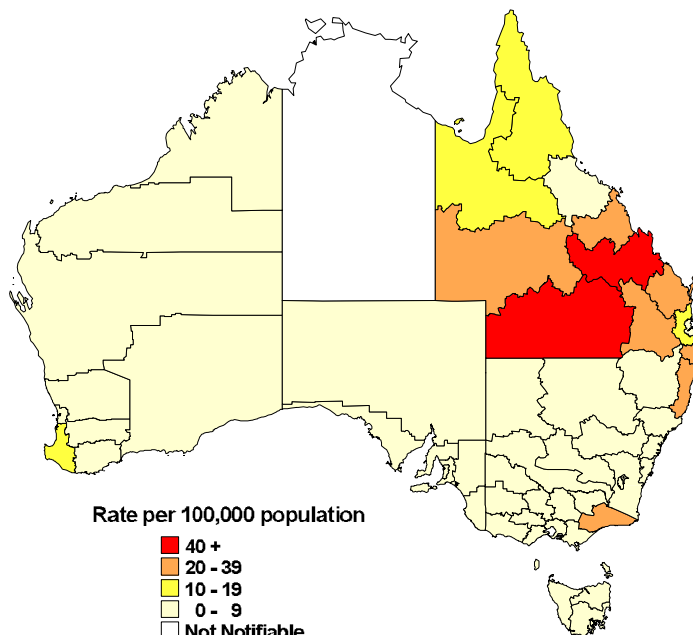 Rate per 100,000 population
40 +
20 - 39
10 - 19
0 - 9
Not Notifiable